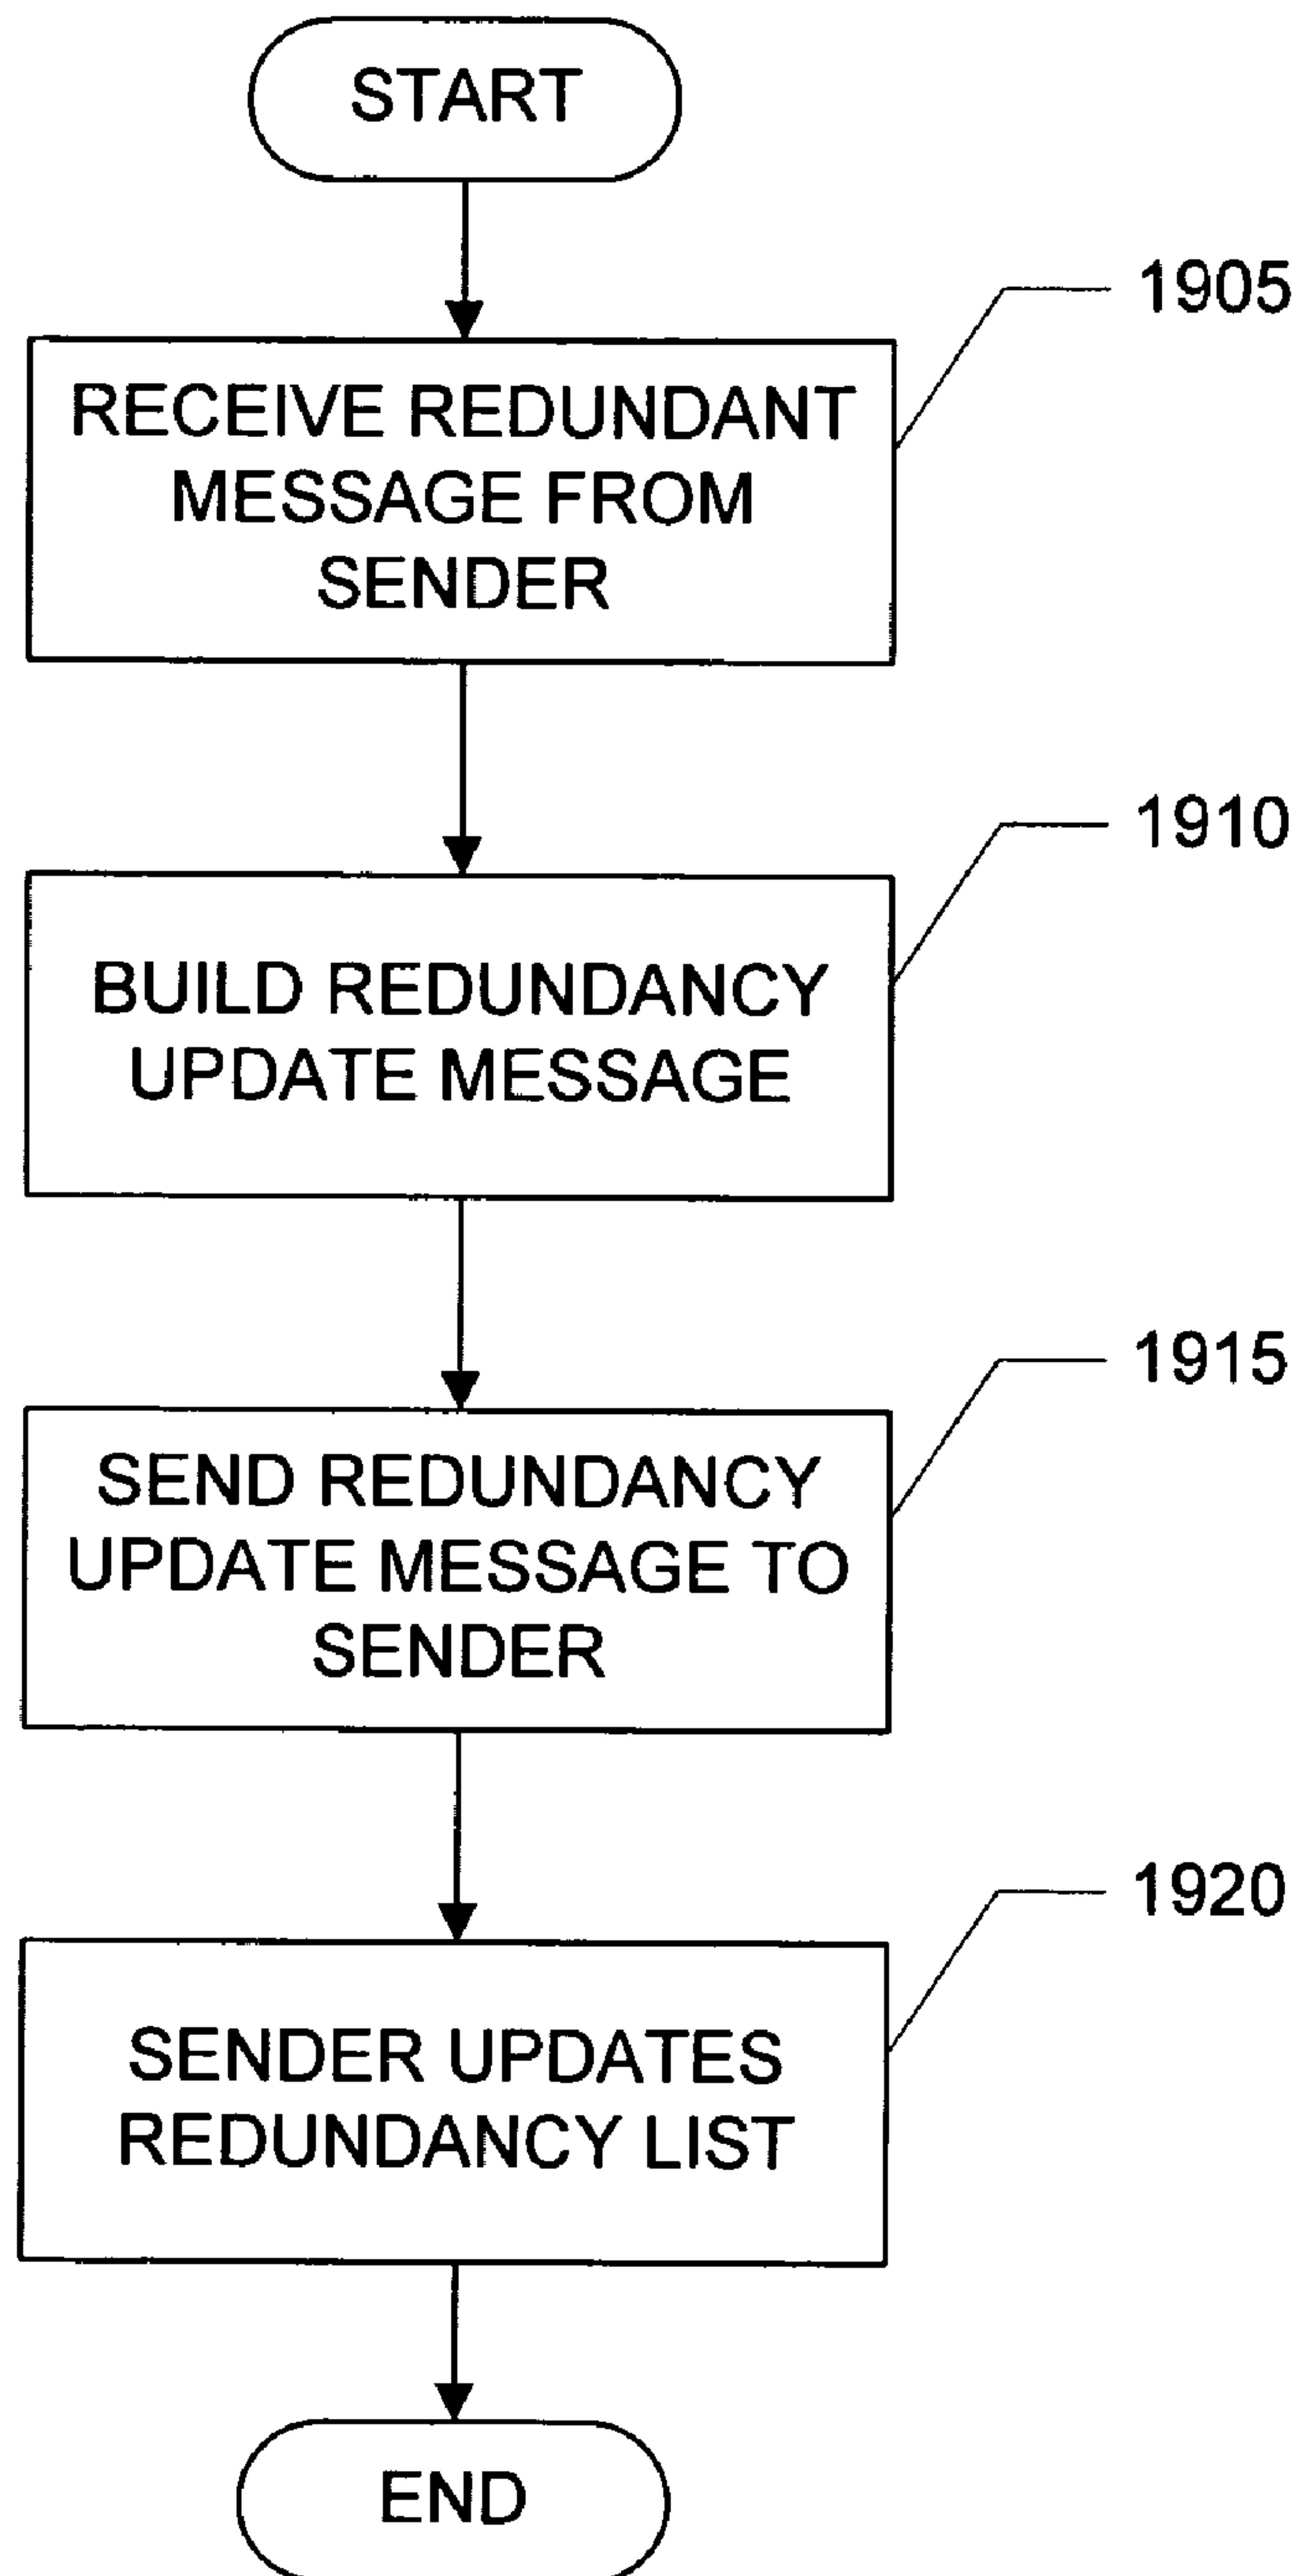 START
1905
RECEIVE REDUNDANT
MESSAGE FROM
SENDER
1910
BUILD REDUNDANCY
UPDATE MESSAGE
1915
SEND REDUNDANCY
UPDATE MESSAGE TO
SENDER
1920
SENDER UPDATES
REDUNDANCY LIST
END